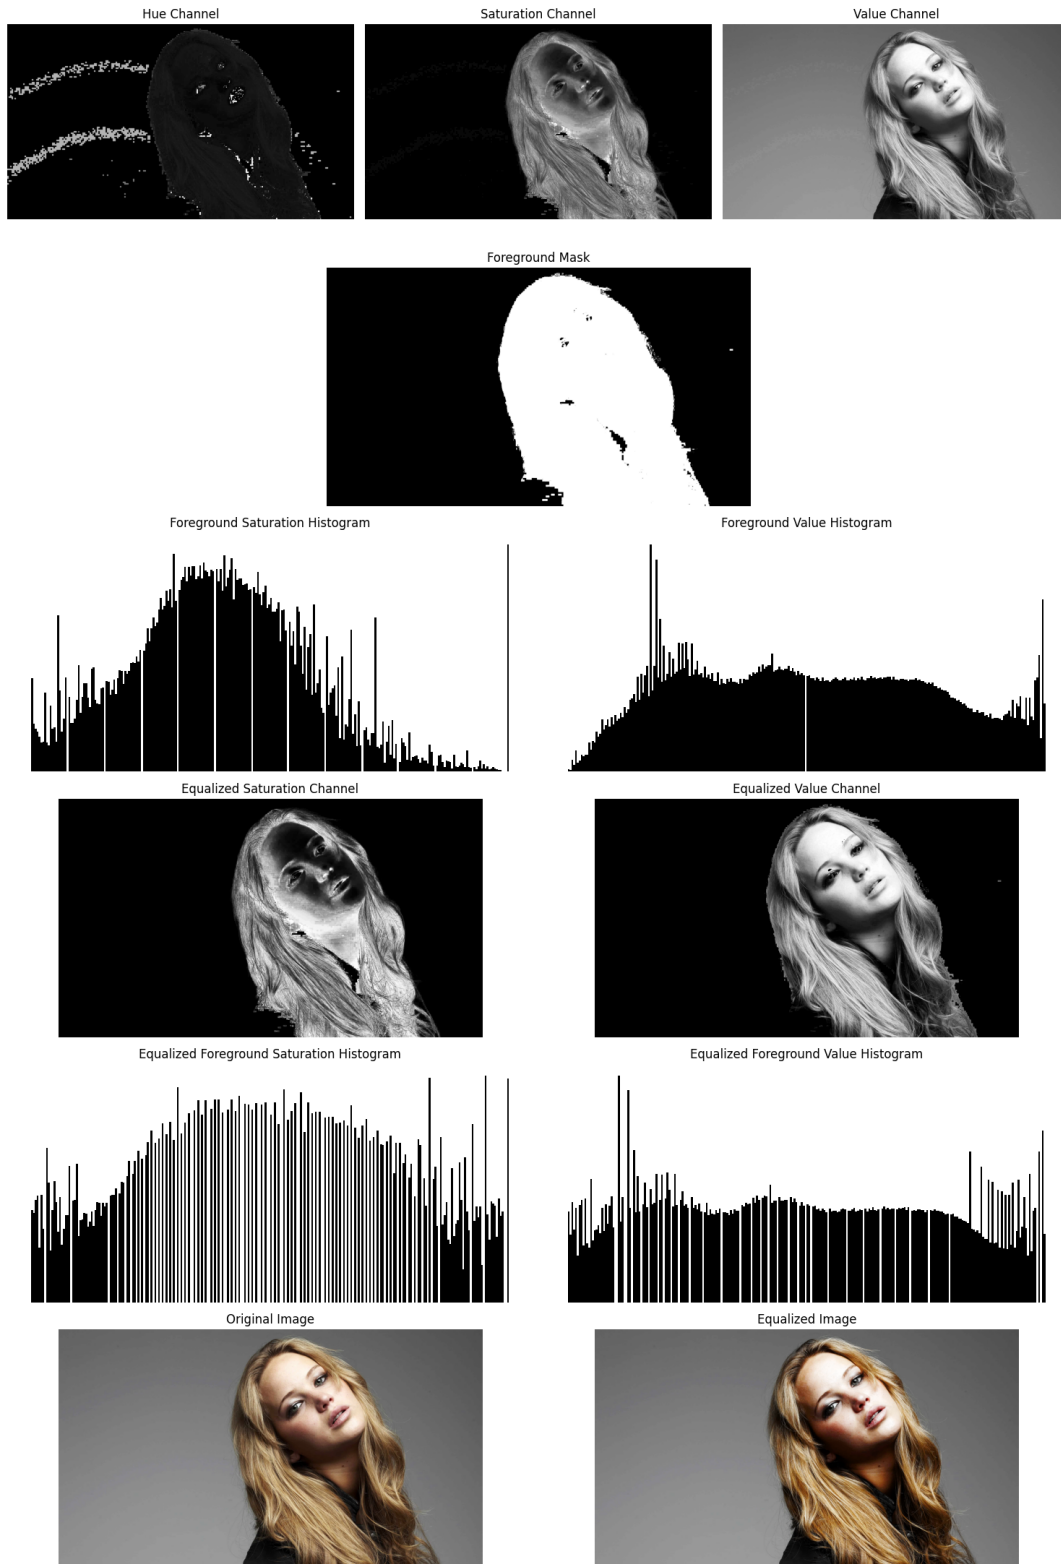 Hue Channel
Saturation Channel
Value Channel
Foreground Mask
Foreground Saturation Histogram
Foreground Value Histogram
Equalized Saturation Channel
Equalized Value Channel
Equalized Foreground Saturation Histogram
Equalized Foreground Value Histogram
Original Image
Equalized Image